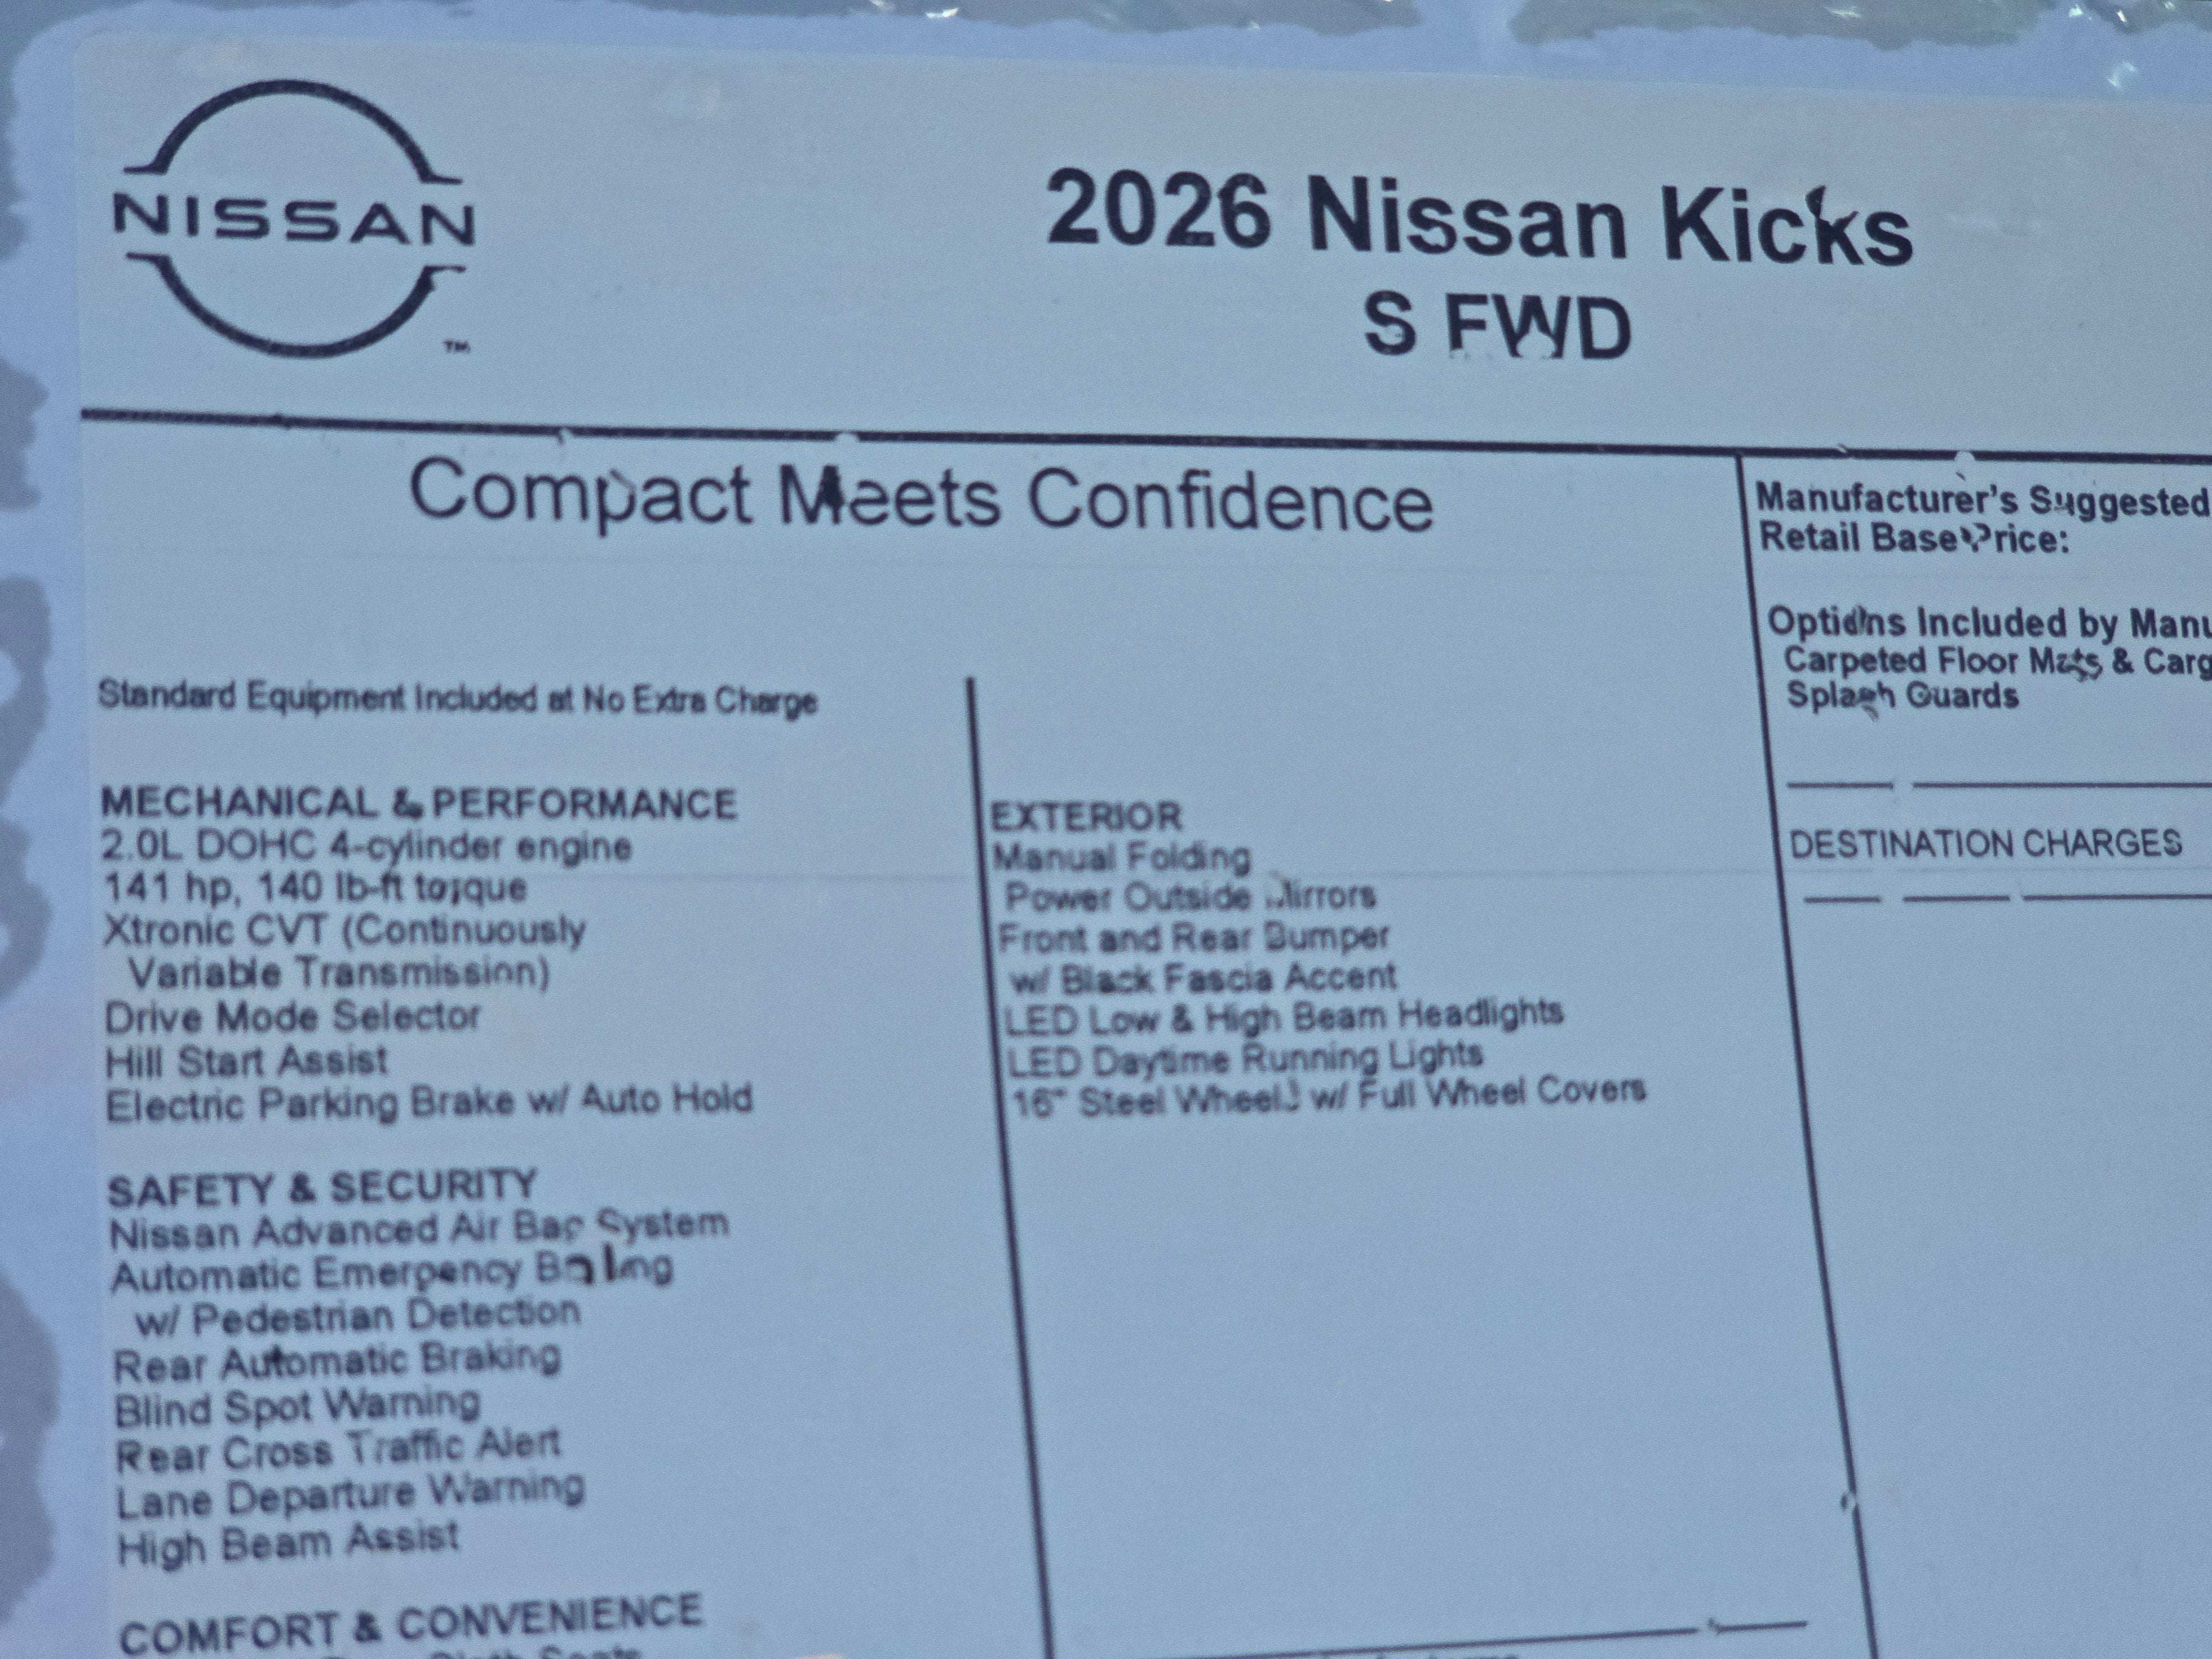 NISSAN
TM
2026 Nissan Kicks
S FWD
Compact Meets Confidence
Standard Equipment Included at No Extra Charge
MECHANICAL & PERFORMANCE
2.0L DOHC 4-cylinder engine
141 hp, 140 lb-ft torque
Xtronic CVT (Continuously
Variable Transmission)
Drive Mode Selector
Hill Start Assist
Electric Parking Brake w/ Auto Hold
SAFETY & SECURITY
Nissan Advanced Air Bag System
Automatic Emergency Braking
w/ Pedestrian Detection
Rear Automatic Braking
Blind Spot Warning
Rear Cross Traffic Alert
Lane Departure Warning
High Beam Assist
COMFORT & CONVENIENCE
Cloth Seats
EXTERIOR
Manual Folding
Power Outside Mirrors
Front and Rear Bumper
w/ Black Fascia Accent
LED Low & High Beam Headlights
LED Daytime Running Lights
16" Steel Wheels w/ Full Wheel Covers
Manufacturer's Suggested
Retail Base Price:
Options Included by Manu
Carpeted Floor Mats & Carg
Splash Guards
DESTINATION CHARGES